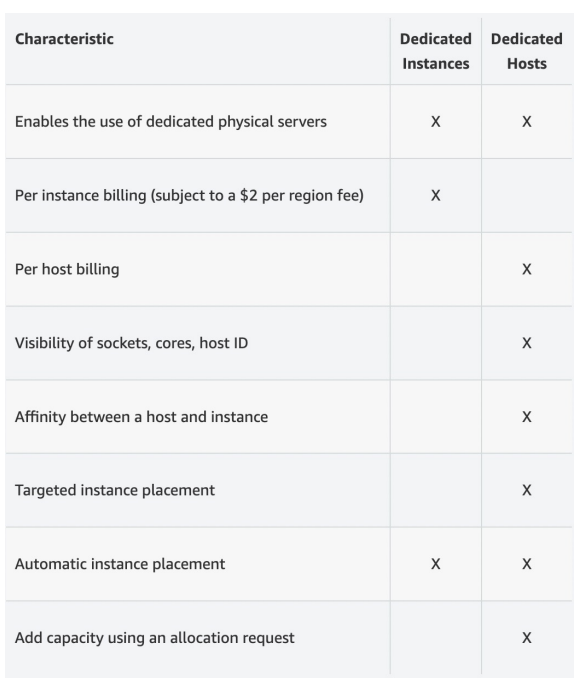 Characteristic Dedicated Instances Dedicated Hosts
Enables the use of dedicated physical servers X X
Per instance billing (subject to a $2 per region fee) X
Per host billing X
Visibility of sockets, cores, host ID X
Affinity between a host and instance X
Targeted instance placement X
Automatic instance placement X X
Add capacity using an allocation request X